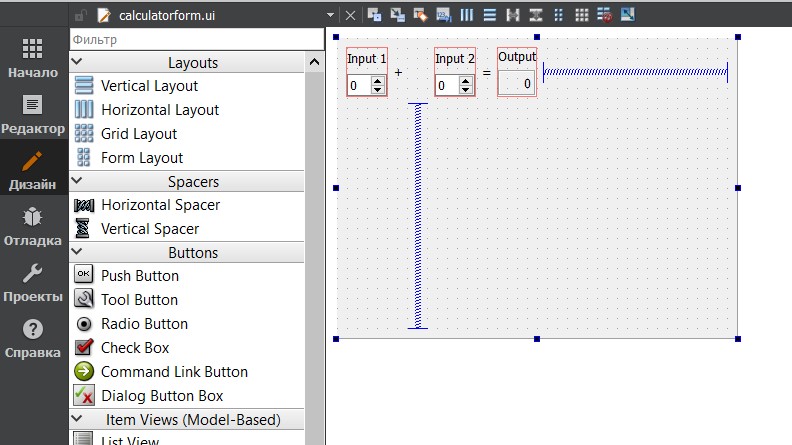 calculatorform.ui
Фильтр
Начало
Редактор
Дизайн
Отладка
Проекты
Справка
Layouts
Vertical Layout
Horizontal Layout
Grid Layout
Form Layout
Spacers
Horizontal Spacer
Vertical Spacer
Buttons
OK Push Button
Tool Button
Radio Button
Check Box
Command Link Button
Dialog Button Box
Item Views (Model-Based)
List View
Input 1 Input 2 Output
0 + 0 = 0